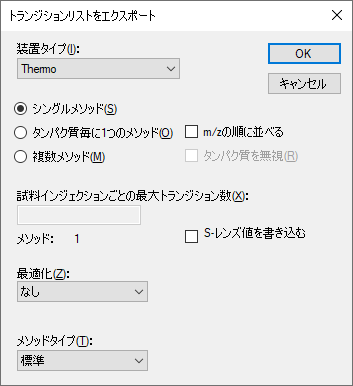 トランジションリストをエクスポート
装置タイプ(I):
Thermo
OK
キャンセル
シングルメソッド(S)
タンパク質毎に1つのメソッド(O)
m/zの順に並べる
複数メソッド(M)
タンパク質を無視(R)
試料インジェクションごとの最大トランジション数(X):
メソッド: 1
S-レンズ値を書き込む
最適化(Z):
なし
メソッドタイプ(T):
標準